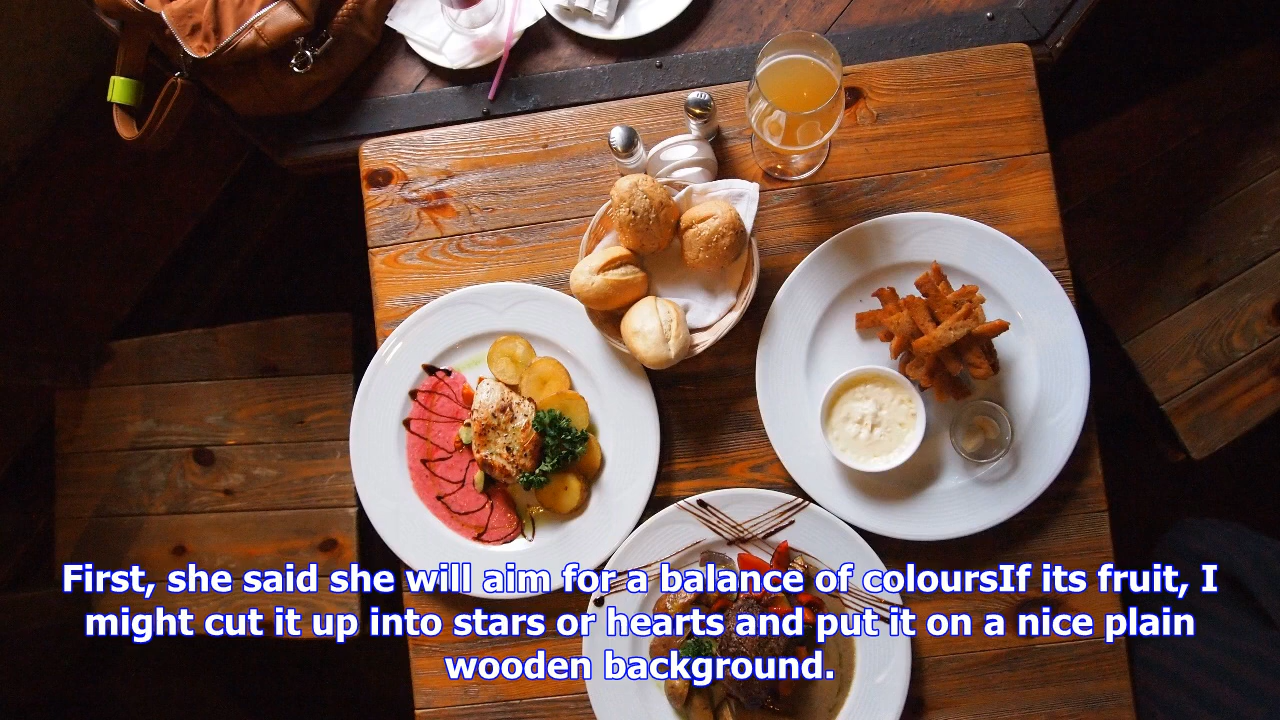 First, she said she will aim for a balance of coloursIf its fruit, I
might cut it up into stars or hearts and put it on a nice plain
wooden background.